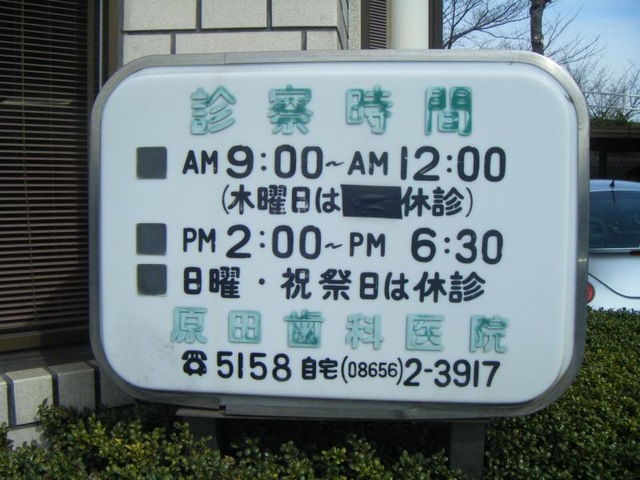 診察時間
AM 9:00~AM 12:00
(木曜日は休診)
PM 2:00~PM 6:30
日曜・祝祭日は休診
原田歯科医院
☎5158 自宅(08656)2-3917